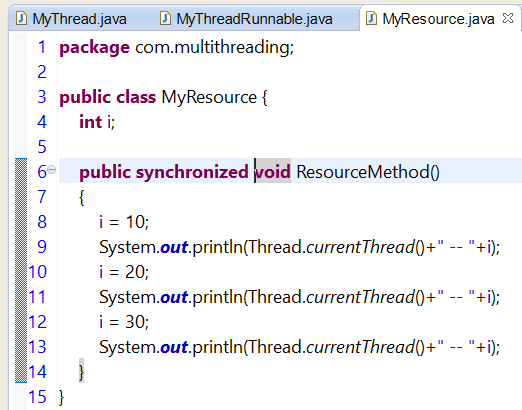 MyThread.java MyThreadRunnable.java MyResource.java
1 package com.multithreading;
2
3 public class MyResource {
4 int i;
5
6 public synchronized void ResourceMethod()
7 {
8 i = 10;
9 System.out.println(Thread.currentThread()+" -- "+i);
10 i = 20;
11 System.out.println(Thread.currentThread()+" -- "+i);
12 i = 30;
13 System.out.println(Thread.currentThread()+" -- "+i);
14 }
15 }